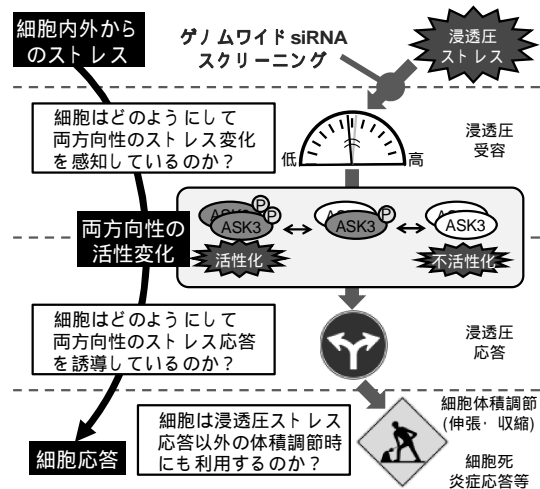 細胞内外から
のストレス
ゲノムワイドsiRNA
スクリーニング
浸透圧
ストレス
細胞はどのようにして
両方向性のストレス変化
を感知しているのか？
低
高
浸透圧
受容
両方向性の
活性変化
P
P
ASK3
活性化
P
ASK3
ASK3
不活性化
細胞はどのようにして
両方向性のストレス応答
を誘導しているのか？
浸透圧
応答
細胞は浸透圧ストレス
応答以外の体積調節時
にも利用するのか？
細胞体積調節
(伸張・収縮)
細胞死
炎症応答等
細胞応答